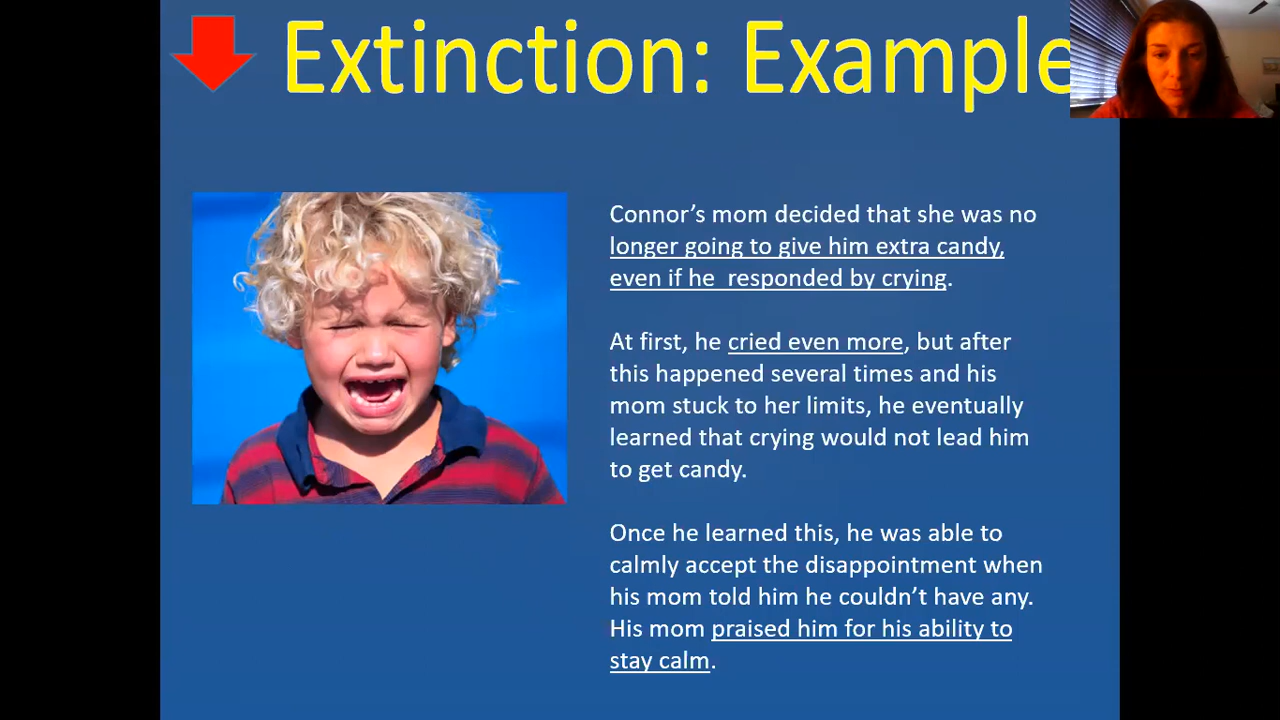 Extinction: Example
Connor’s mom decided that she was no
longer going to give him extra candy,
even if he  responded by crying.
At first, he cried even more, but after
this happened several times and his
mom stuck to her limits, he eventually
learned that crying would not lead him
to get candy.
Once he learned this, he was able to
calmly accept the disappointment when
his mom told him he couldn’t have any.
His mom praised him for his ability to
stay calm.